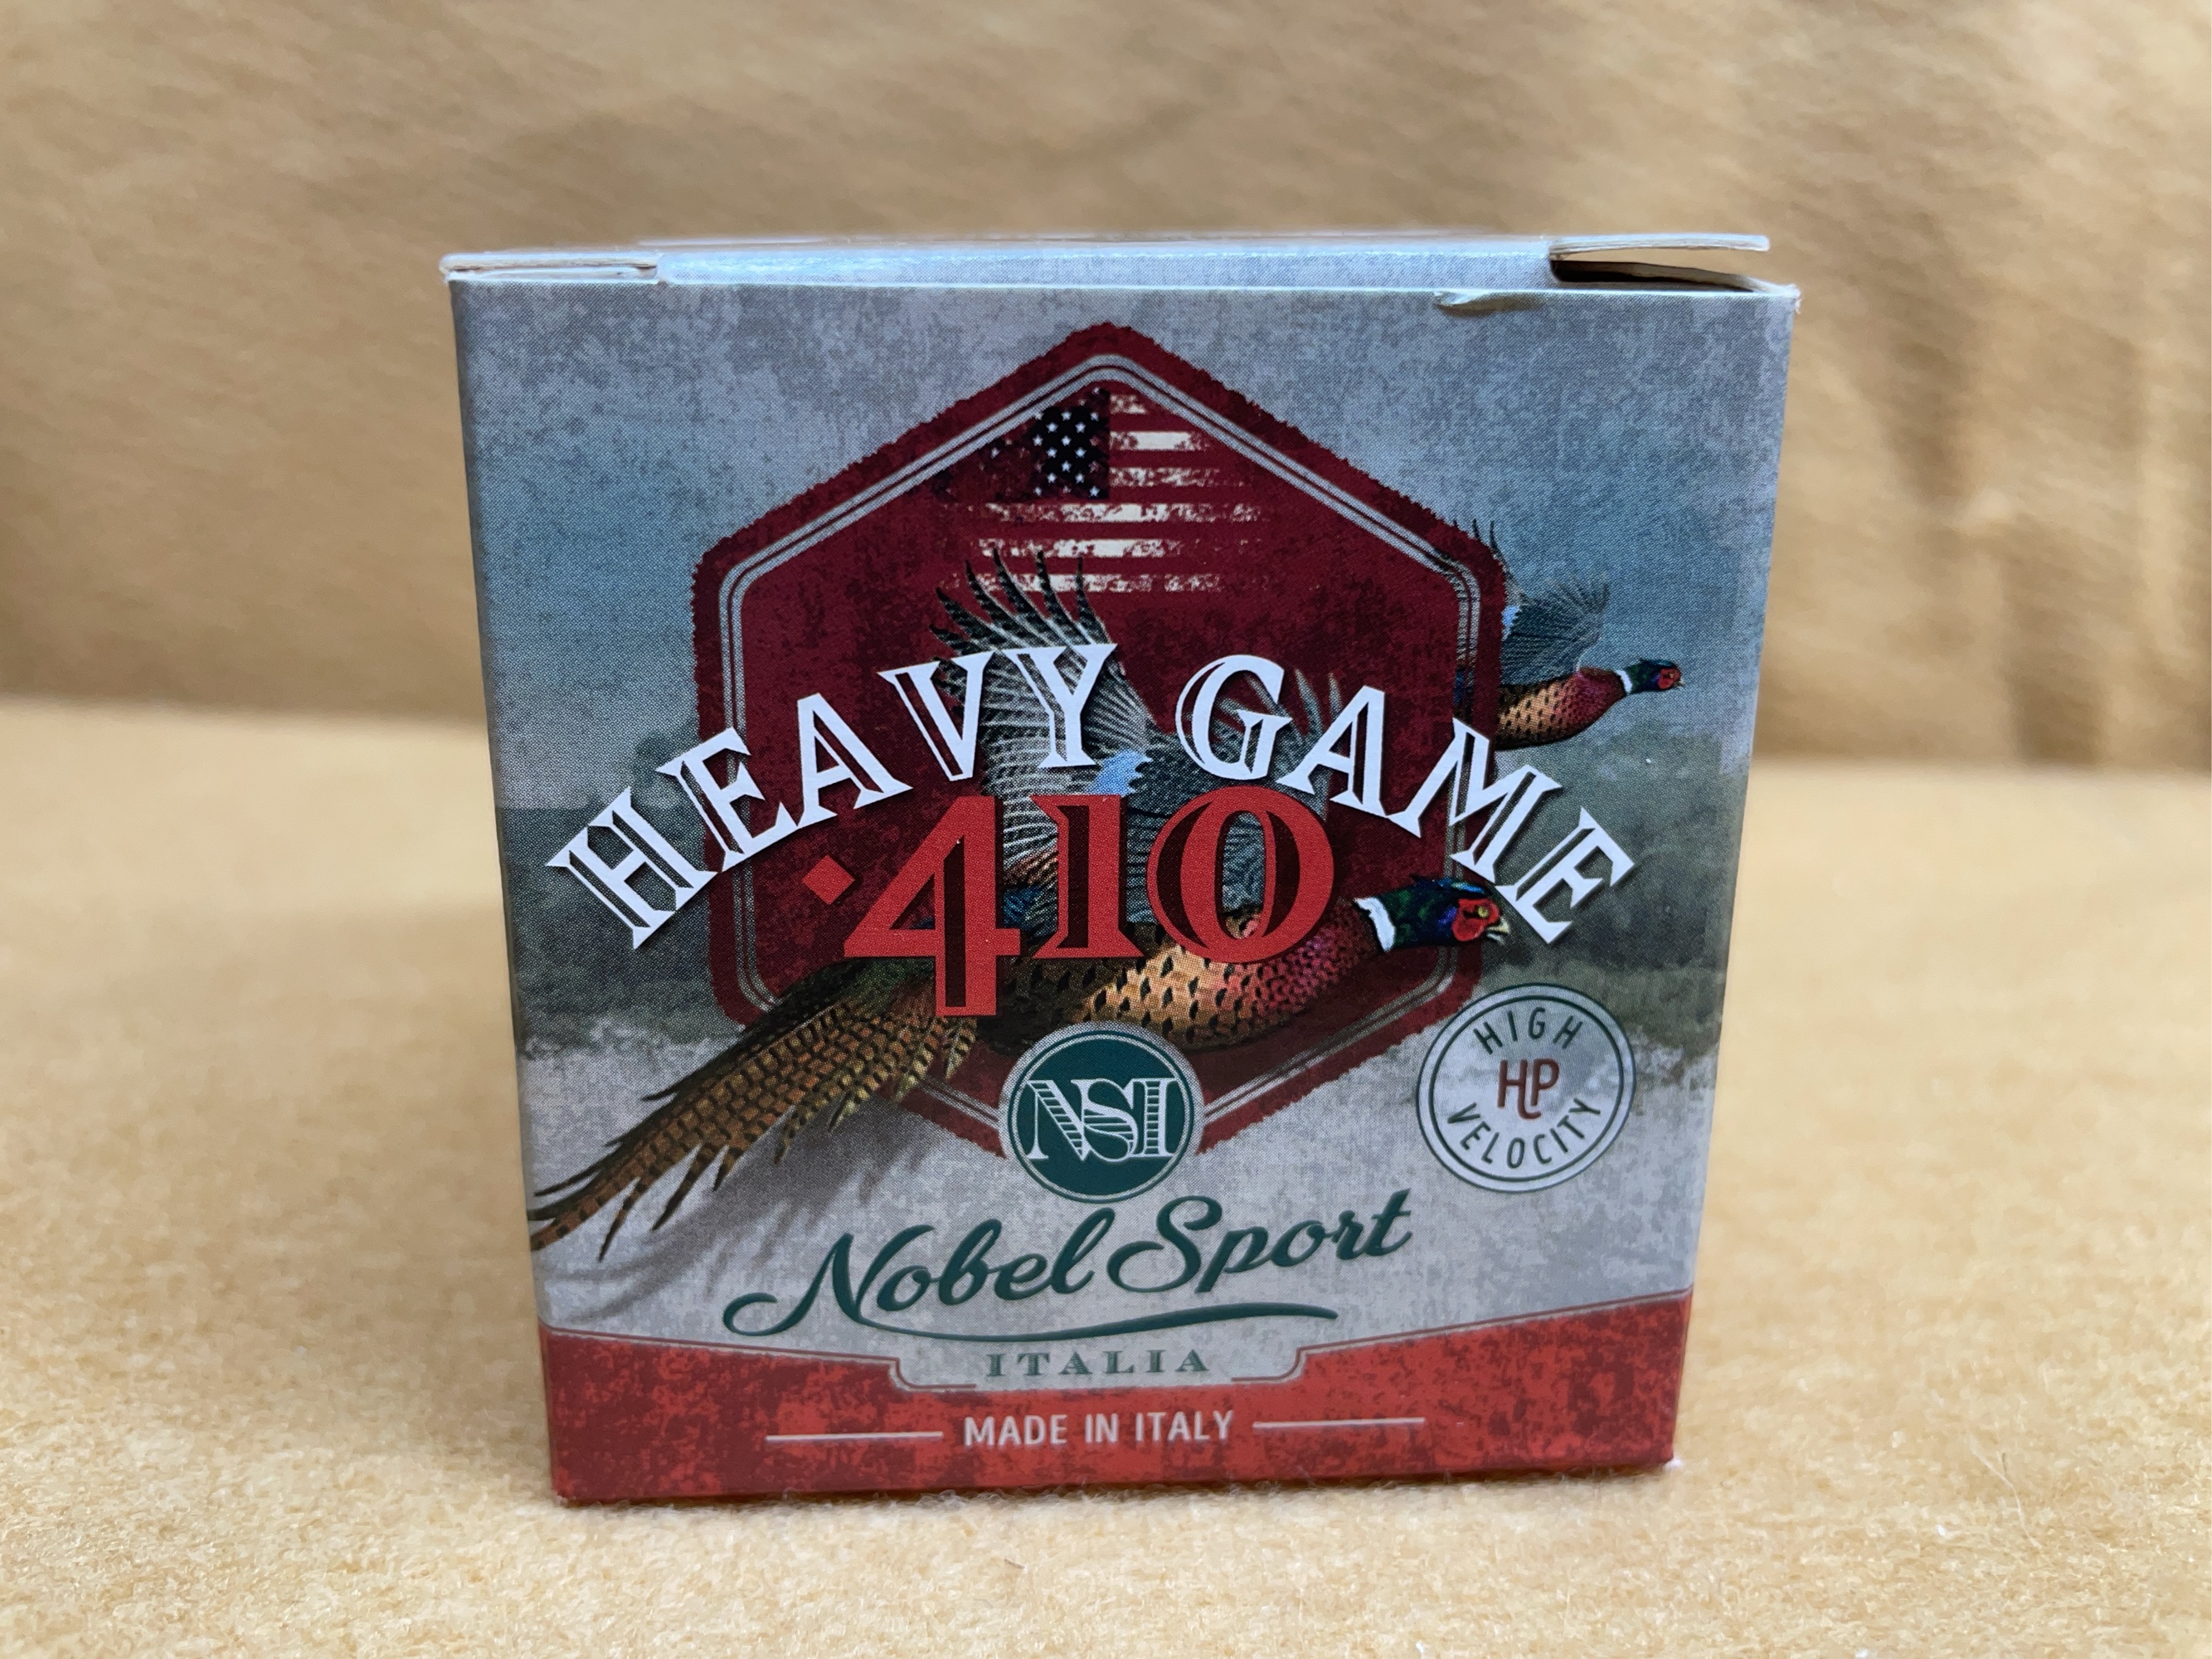 HEAVY GAME
.410
NSI
HIGH
HP
VELOCITY
Nobel Sport
ITALIA
MADE IN ITALY